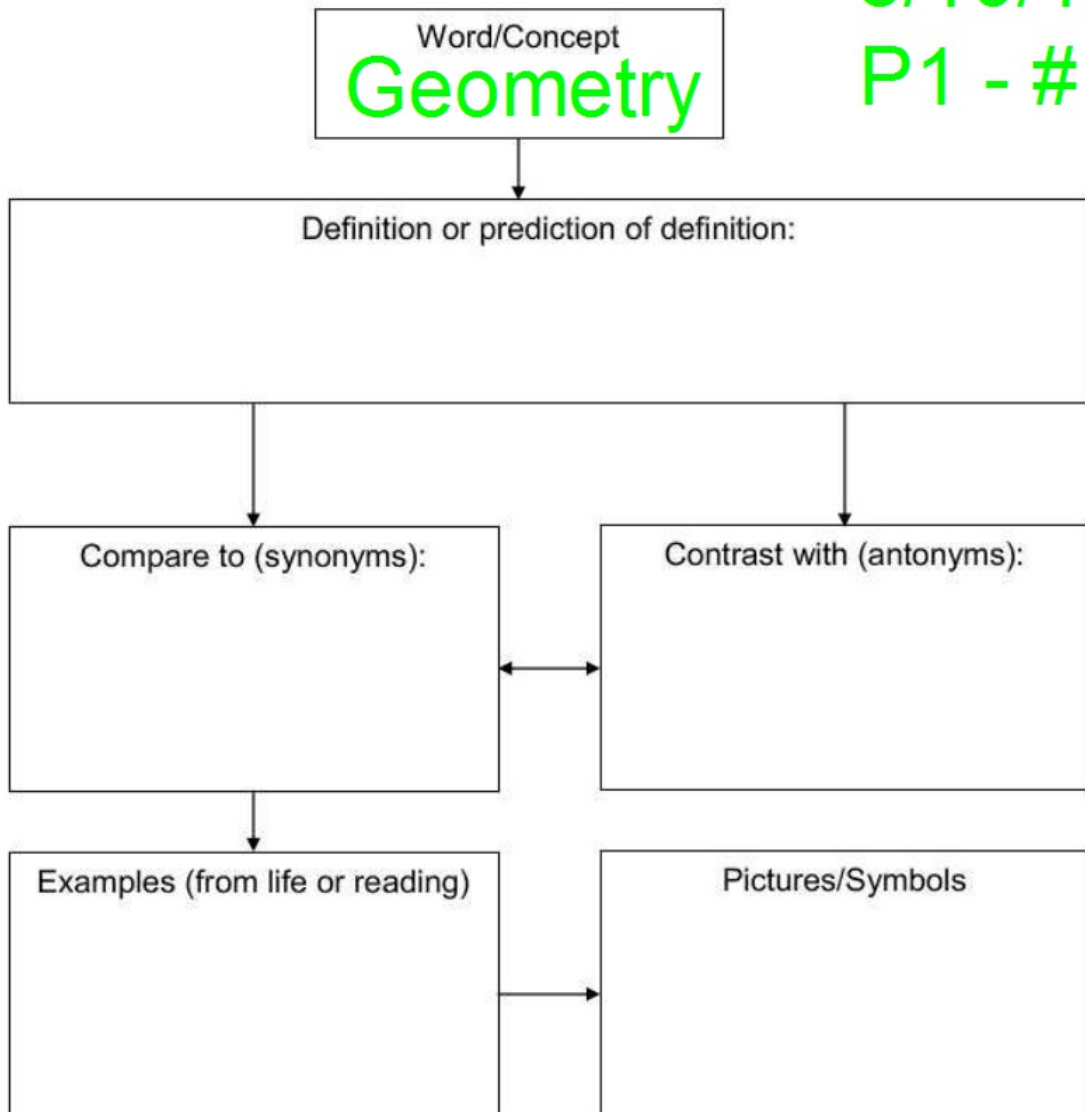 Word/Concept
Geometry
P1 - #
Definition or prediction of definition:
Compare to (synonyms):
Contrast with (antonyms):
Examples (from life or reading)
Pictures/Symbols